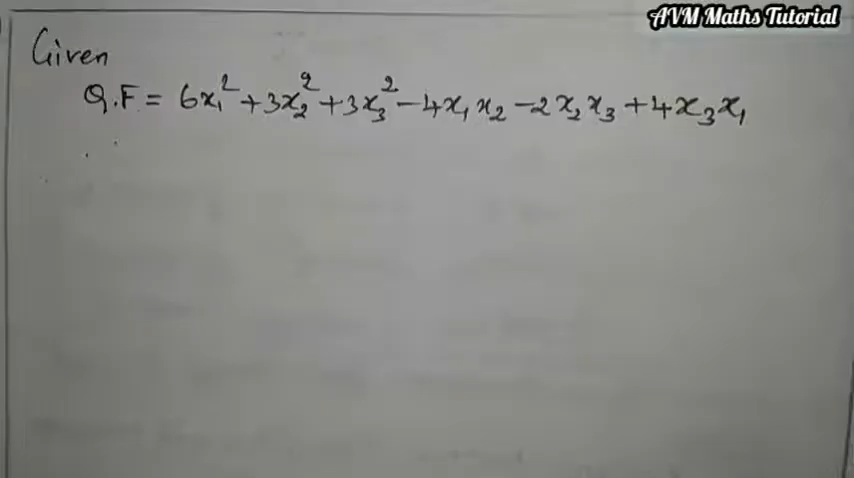 AVM Maths Tutorial
Given
Q.F = 6x₁² + 3x₂² + 3x₃² - 4x₁x₂ - 2x₂x₃ + 4x₃x₁